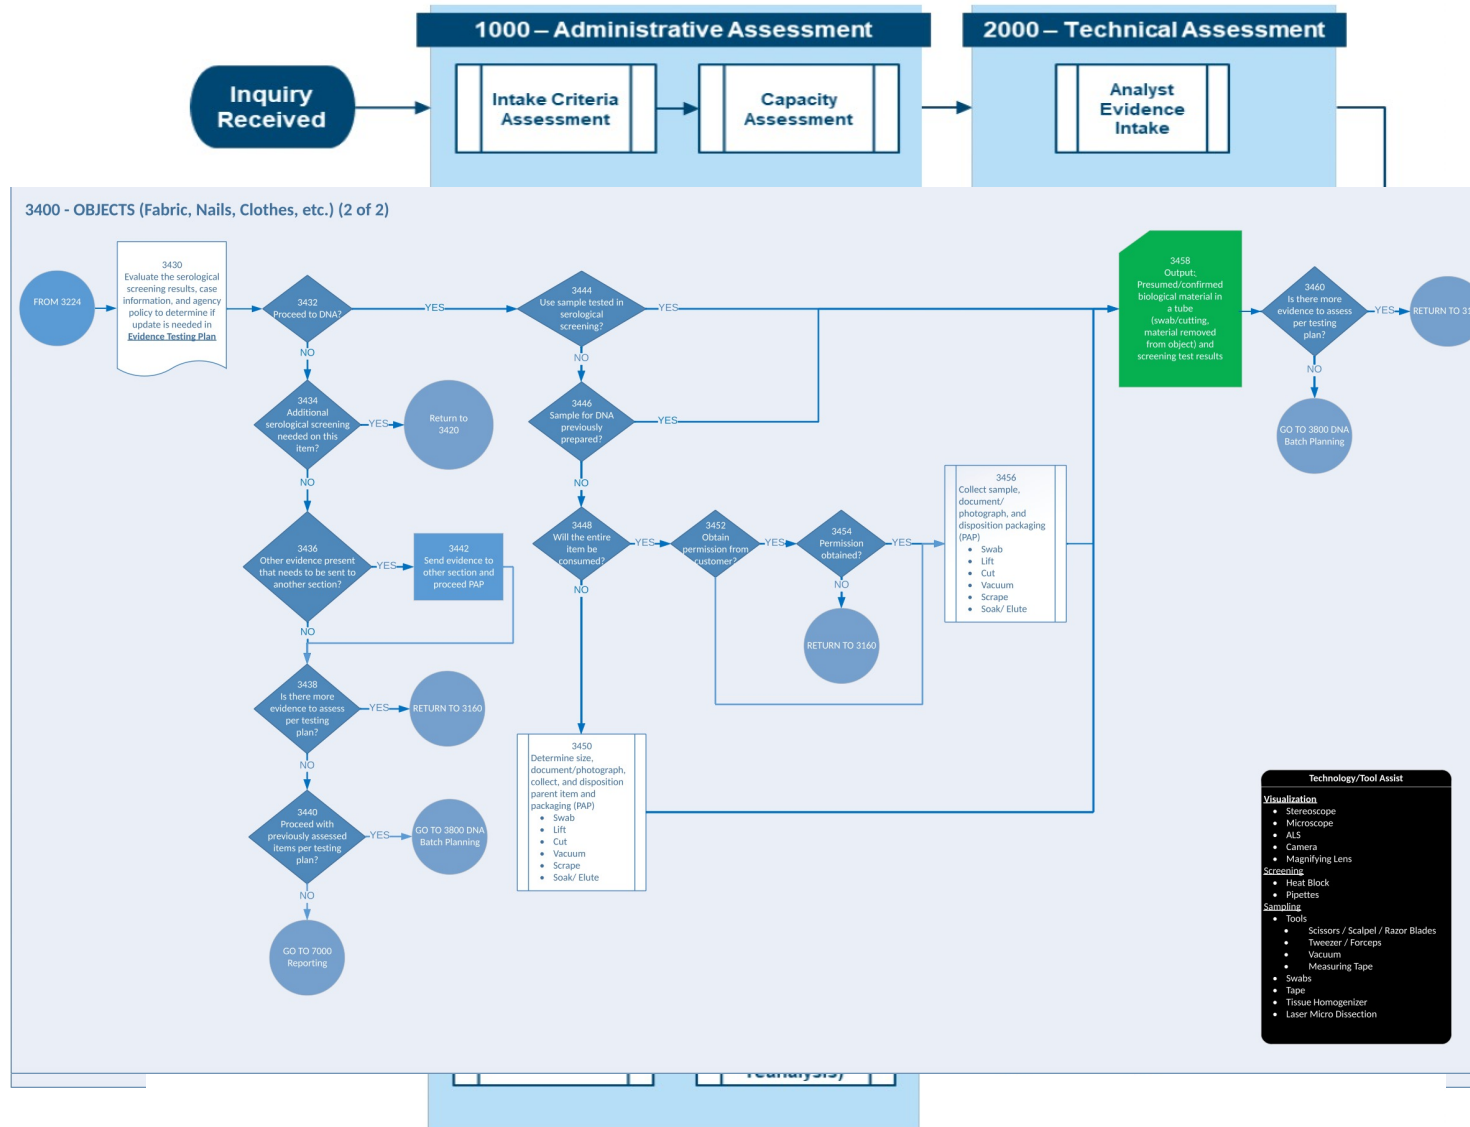 1000 – Administrative Assessment
2000 – Technical Assessment
Inquiry
Received
Intake Criteria
Assessment
Capacity
Assessment
Analyst
Evidence
Intake
3400 - OBJECTS (Fabric, Nails, Clothes, etc.) (2 of 2)
FROM 3224
3430
Evaluate the serological
screening results, case
information, and agency
policy to determine if
update is needed in
Evidence Testing Plan
3432
Proceed to DNA?
YES
NO
3434
Additional
serological screening
needed on this
item?
YES
Return to
3420
NO
3436
Other evidence present
that needs to be sent to
another section?
YES
3442
Send evidence to
other section and
proceed PAP
NO
3438
Is there more
evidence to assess
per testing
plan?
YES
RETURN TO 3160
NO
3440
Proceed with
previously assessed
items per testing
plan?
YES
GO TO 3800 DNA
Batch Planning
NO
GO TO 7000
Reporting
3444
Use sample tested in
serological
screening?
YES
NO
3446
Sample for DNA
previously
prepared?
YES
NO
3448
Will the entire
item be
consumed?
YES
NO
3452
Obtain
permission from
customer?
YES
3454
Permission
obtained?
YES
NO
RETURN TO 3160
3456
Collect sample,
document/
photograph, and
disposition packaging
(PAP)
• Swab
• Lift
• Cut
• Vacuum
• Scrape
• Soak/ Elute
3450
Determine size,
document/photograph,
collect, and disposition
parent item and
packaging (PAP)
• Swab
• Lift
• Cut
• Vacuum
• Scrape
• Soak/ Elute
3458
Output:
Presumed/confirmed
biological material in
a tube
(swab/cutting,
material removed
from object) and
screening test results
3460
Is there more
evidence to assess
per testing
plan?
YES
RETURN TO 31
NO
GO TO 3800 DNA
Batch Planning
Technology/Tool Assist
Visualization
• Stereoscope
• Microscope
• ALS
• Camera
• Magnifying Lens
Screening
• Heat Block
• Pipettes
Sampling
• Tools
• Scissors / Scalpel / Razor Blades
• Tweezer / Forceps
• Vacuum
• Measuring Tape
• Swabs
• Tape
• Tissue Homogenizer
• Laser Micro Dissection
reanalysis)